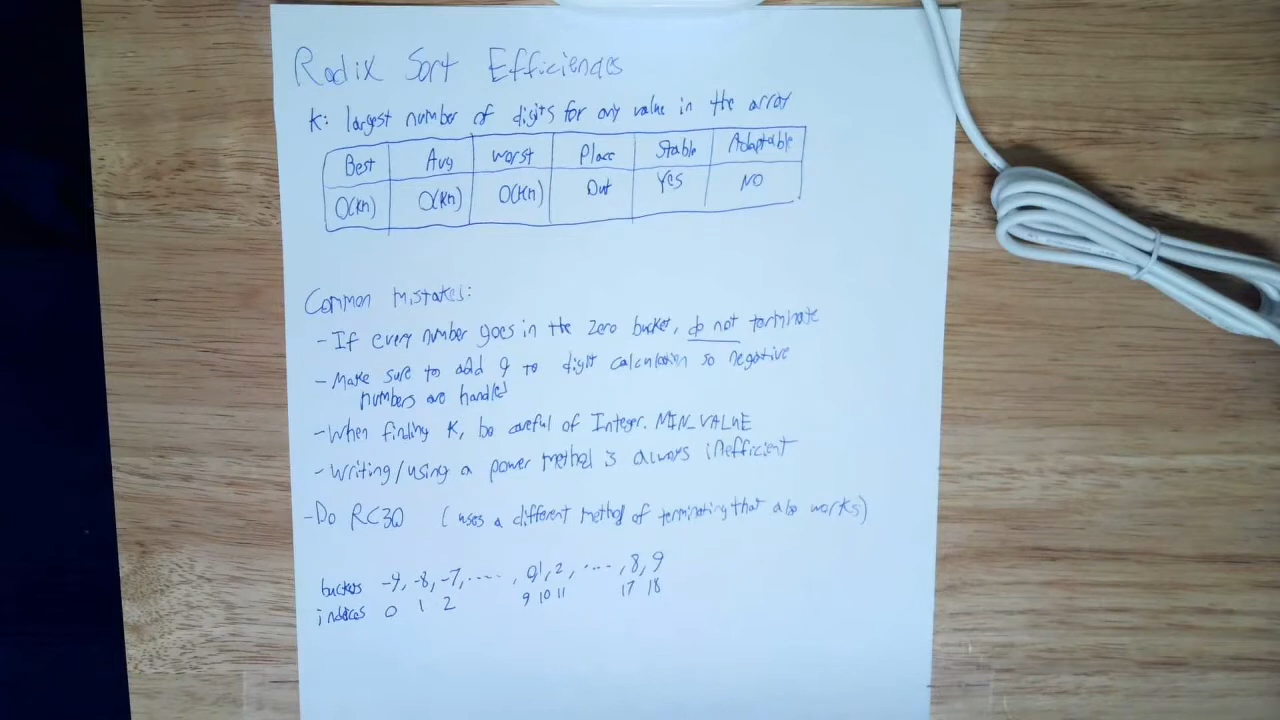 Radix Sort Efficiencies
K: largest number of digits for any value in the array
Best Avg Worst Place Stable Adaptable
O(kn) O(kn) O(kn) Out Yes NO
Common Mistakes:
- If every number goes in the zero bucket, do not terminate
- Make sure to add 9 to digit calculation so negative
numbers are handled
- When finding K, be careful of Integer.MIN_VALUE
- Writing/using a power method is always inefficient
- Do RC3Q (uses a different method of terminating that also works)
buckets -9, -8, -7, ..... , 0, 1, 2, ..... , 8, 9
indices 0 1 2 9 10 11 17 18